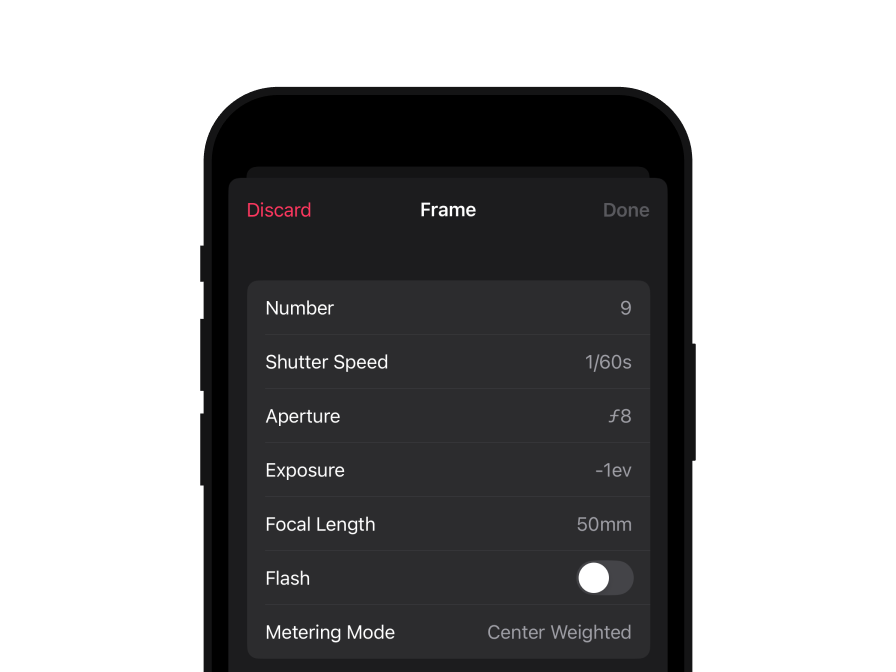 Discard Frame Done
Number 9
Shutter Speed 1/60s
Aperture ƒ8
Exposure -1ev
Focal Length 50mm
Flash
Metering Mode Center Weighted